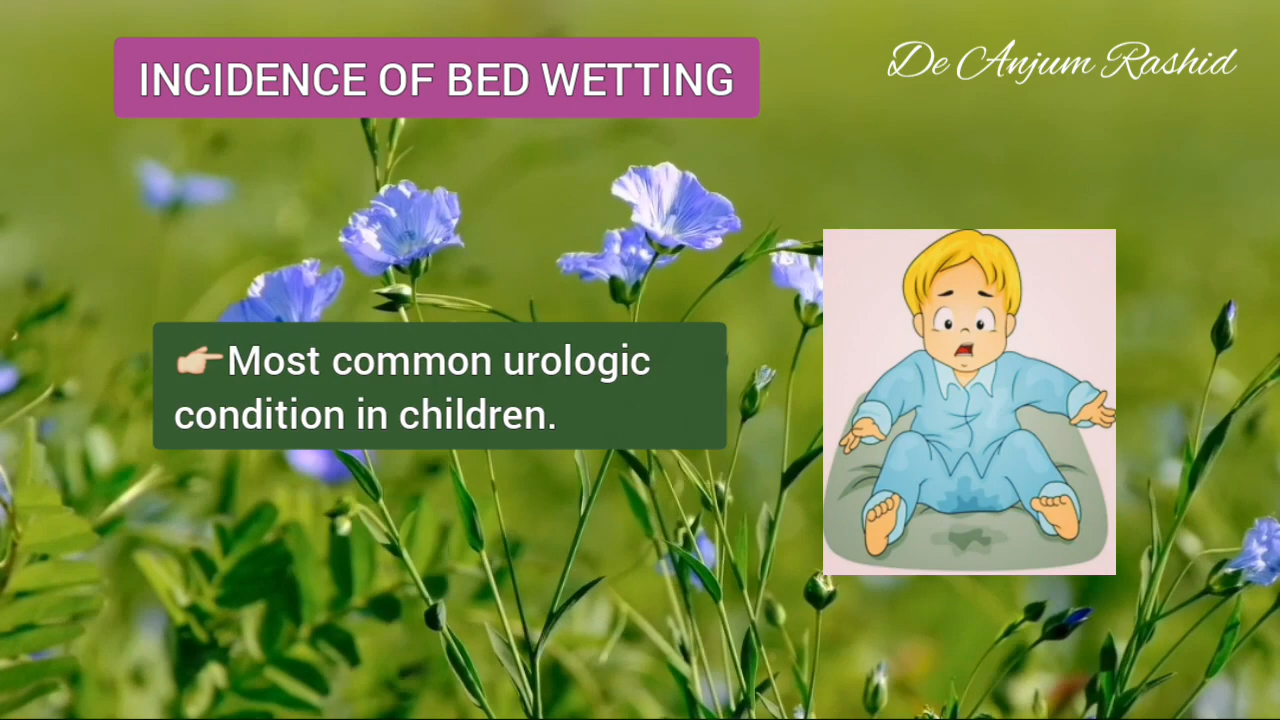 INCIDENCE OF BED WETTING
De Anjum Rashid
👉Most common urologic
condition in children.